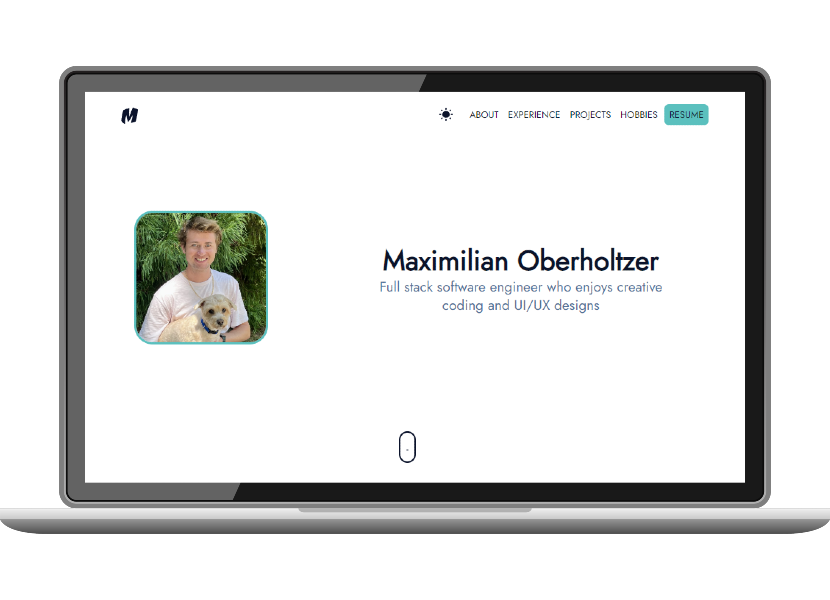 M
ABOUT EXPERIENCE PROJECTS HOBBIES RESUME
Maximilian Oberholtzer
Full stack software engineer who enjoys creative
coding and UI/UX designs